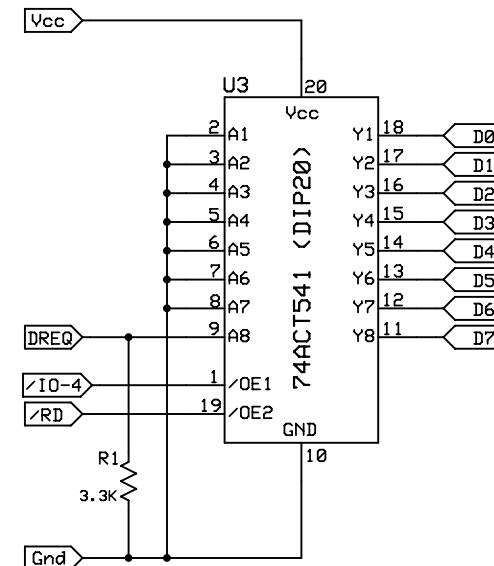 Vcc
U3
20
Vcc
2 A1 Y1 18 D0
3 A2 Y2 17 D1
4 A3 Y3 16 D2
5 A4 Y4 15 D3
6 A5 Y5 14 D4
7 A6 Y6 13 D5
8 A7 Y7 12 D6
DREQ 9 A8 Y8 11 D7
74ACT541 (DIP20)
/IO-4 1 /OE1
/RD 19 /OE2
GND
10
R1
3.3K
Gnd